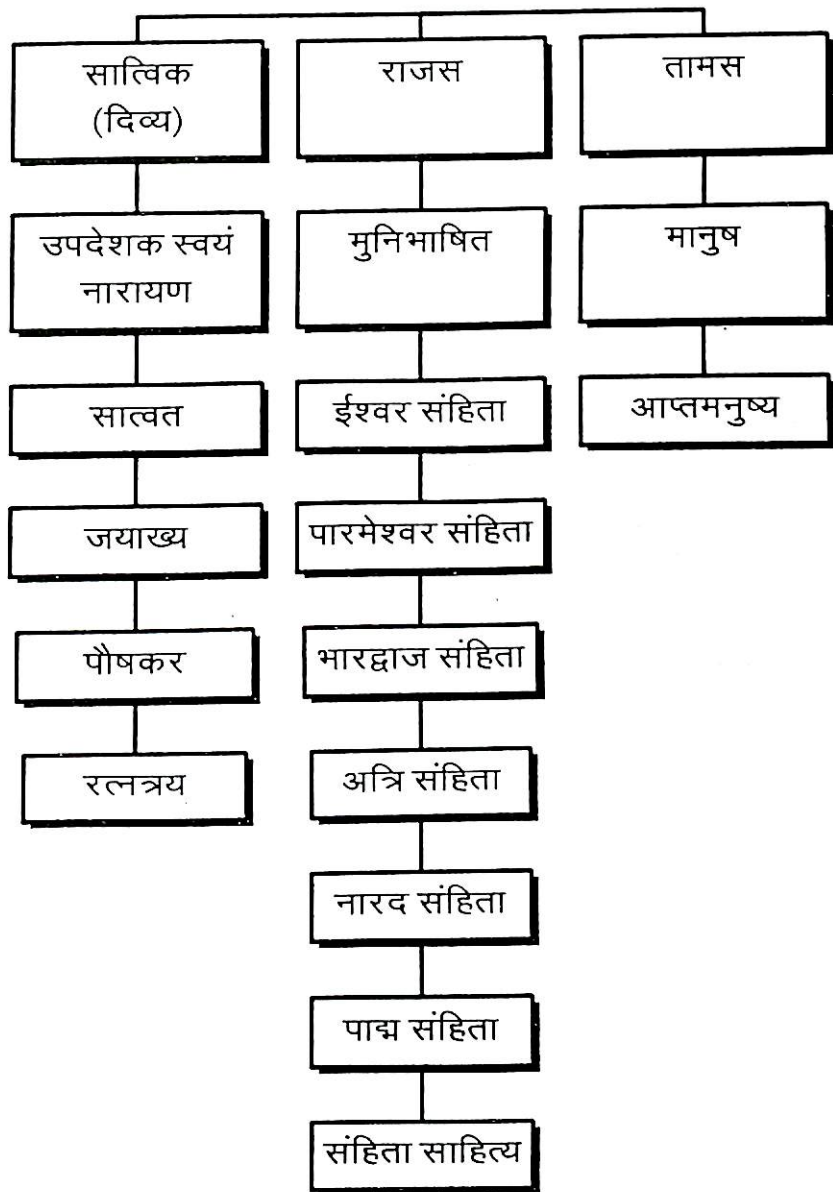 सात्विक
(दिव्य)
उपदेशक स्वयं
नारायण
सात्वत
जयाख्य
पौषकर
रत्नत्रय
राजस
मुनिभाषित
ईश्वर संहिता
पारमेश्वर संहिता
भारद्वाज संहिता
अत्रि संहिता
नारद संहिता
पाद्म संहिता
संहिता साहित्य
तामस
मानुष
आप्तमनुष्य